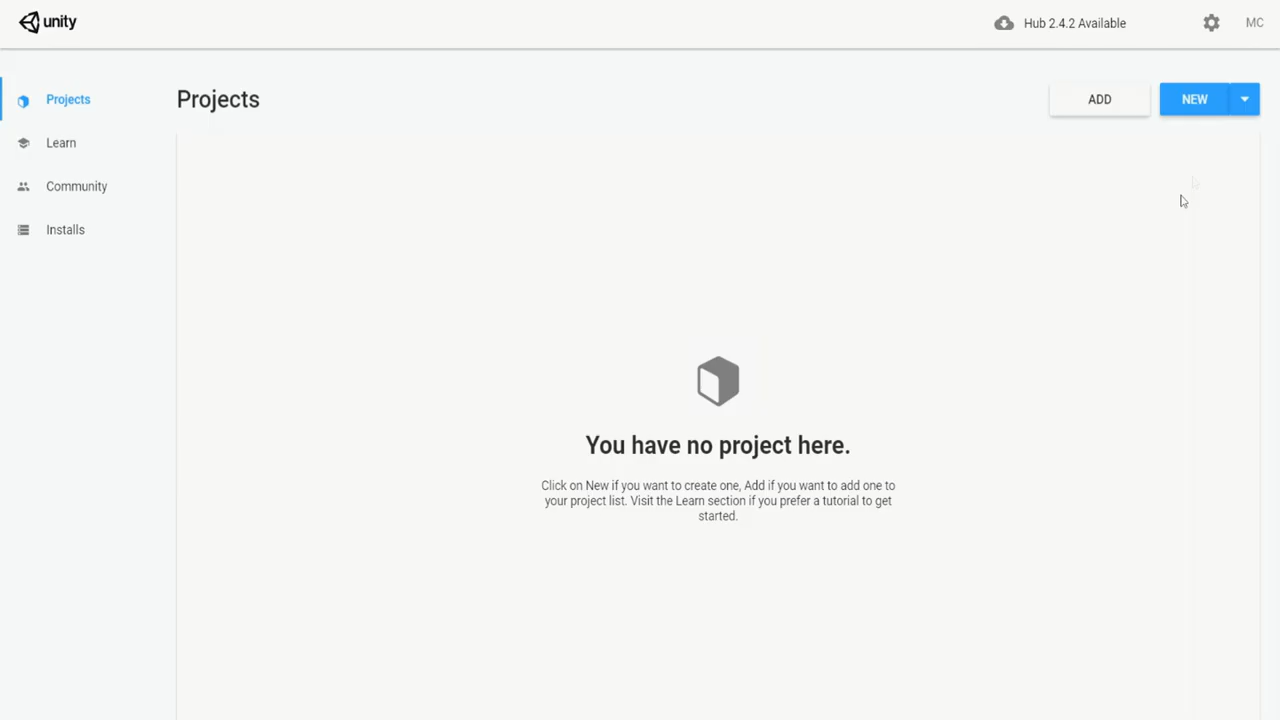 unity
Hub 2.4.2 Available
MC
Projects
Learn
Community
Installs
Projects
ADD
NEW
You have no project here.
Click on New if you want to create one, Add if you want to add one to
your project list. Visit the Learn section if you prefer a tutorial to get
started.